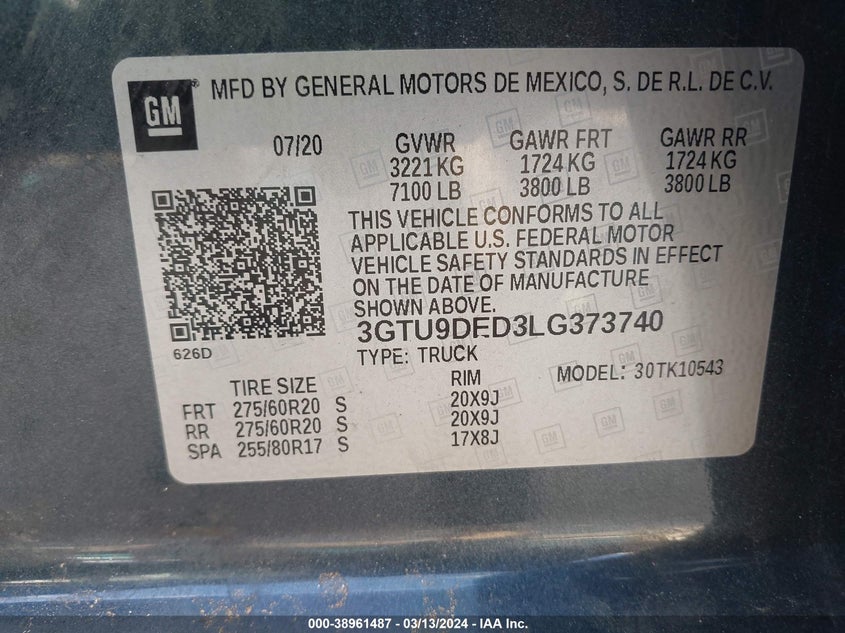 GM
MFD BY GENERAL MOTORS DE MEXICO, S. DE R.L. DE C.V.
07/20 GVWR GAWR FRT GAWR RR
3221 KG 1724 KG 1724 KG
7100 LB 3800 LB 3800 LB
THIS VEHICLE CONFORMS TO ALL
APPLICABLE U.S. FEDERAL MOTOR
VEHICLE SAFETY STANDARDS IN EFFECT
ON THE DATE OF MANUFACTURE
SHOWN ABOVE.
3GTU9DED3LG373740
626D
TYPE: TRUCK MODEL: 30TK10543
TIRE SIZE RIM
FRT 275/60R20 S 20X9J
RR 275/60R20 S 20X9J
SPA 255/80R17 S 17X8J
000-38961487 - 03/13/2024 - IAA Inc.